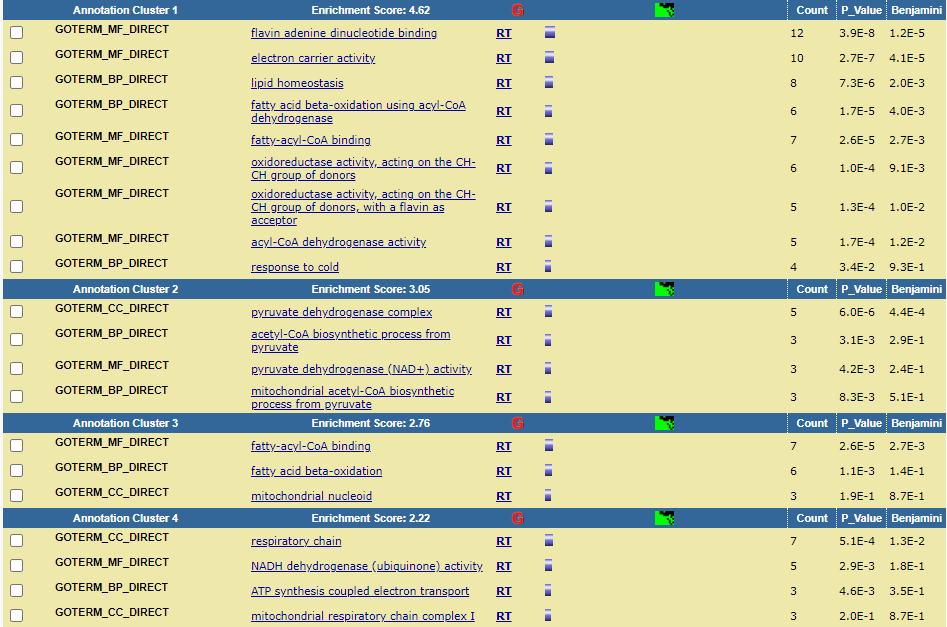 Annotation Cluster 1 Enrichment Score: 4.62 G Count P_Value Benjamini
GOTERM_MF_DIRECT flavin adenine dinucleotide binding RT 12 3.9E-8 1.2E-5
GOTERM_MF_DIRECT electron carrier activity RT 10 2.7E-7 4.1E-5
GOTERM_BP_DIRECT lipid homeostasis RT 8 7.3E-6 2.0E-3
GOTERM_BP_DIRECT fatty acid beta-oxidation using acyl-CoA
dehydrogenase RT 6 1.7E-5 4.0E-3
GOTERM_MF_DIRECT fatty-acyl-CoA binding RT 7 2.6E-5 2.7E-3
GOTERM_MF_DIRECT oxidoreductase activity, acting on the CH-
CH group of donors RT 6 1.0E-4 9.1E-3
GOTERM_MF_DIRECT oxidoreductase activity, acting on the CH-
CH group of donors, with a flavin as RT 5 1.3E-4 1.0E-2
acceptor
GOTERM_MF_DIRECT acyl-CoA dehydrogenase activity RT 5 1.7E-4 1.2E-2
GOTERM_BP_DIRECT response to cold RT 4 3.4E-2 9.3E-1
Annotation Cluster 2 Enrichment Score: 3.05 G Count P_Value Benjamini
GOTERM_CC_DIRECT pyruvate dehydrogenase complex RT 5 6.0E-6 4.4E-4
GOTERM_BP_DIRECT acetyl-CoA biosynthetic process from
pyruvate RT 3 3.1E-3 2.9E-1
GOTERM_MF_DIRECT pyruvate dehydrogenase (NAD+) activity RT 3 4.2E-3 2.4E-1
GOTERM_BP_DIRECT mitochondrial acetyl-CoA biosynthetic
process from pyruvate RT 3 8.3E-3 5.1E-1
Annotation Cluster 3 Enrichment Score: 2.76 G Count P_Value Benjamini
GOTERM_MF_DIRECT fatty-acyl-CoA binding RT 7 2.6E-5 2.7E-3
GOTERM_BP_DIRECT fatty acid beta-oxidation RT 6 1.1E-3 1.4E-1
GOTERM_CC_DIRECT mitochondrial nucleoid RT 3 1.9E-1 8.7E-1
Annotation Cluster 4 Enrichment Score: 2.22 G Count P_Value Benjamini
GOTERM_CC_DIRECT respiratory chain RT 7 5.1E-4 1.3E-2
GOTERM_MF_DIRECT NADH dehydrogenase (ubiquinone) activity RT 5 2.9E-3 1.8E-1
GOTERM_BP_DIRECT ATP synthesis coupled electron transport RT 3 4.6E-3 3.5E-1
GOTERM_CC_DIRECT mitochondrial respiratory chain complex I RT 3 2.0E-1 8.7E-1